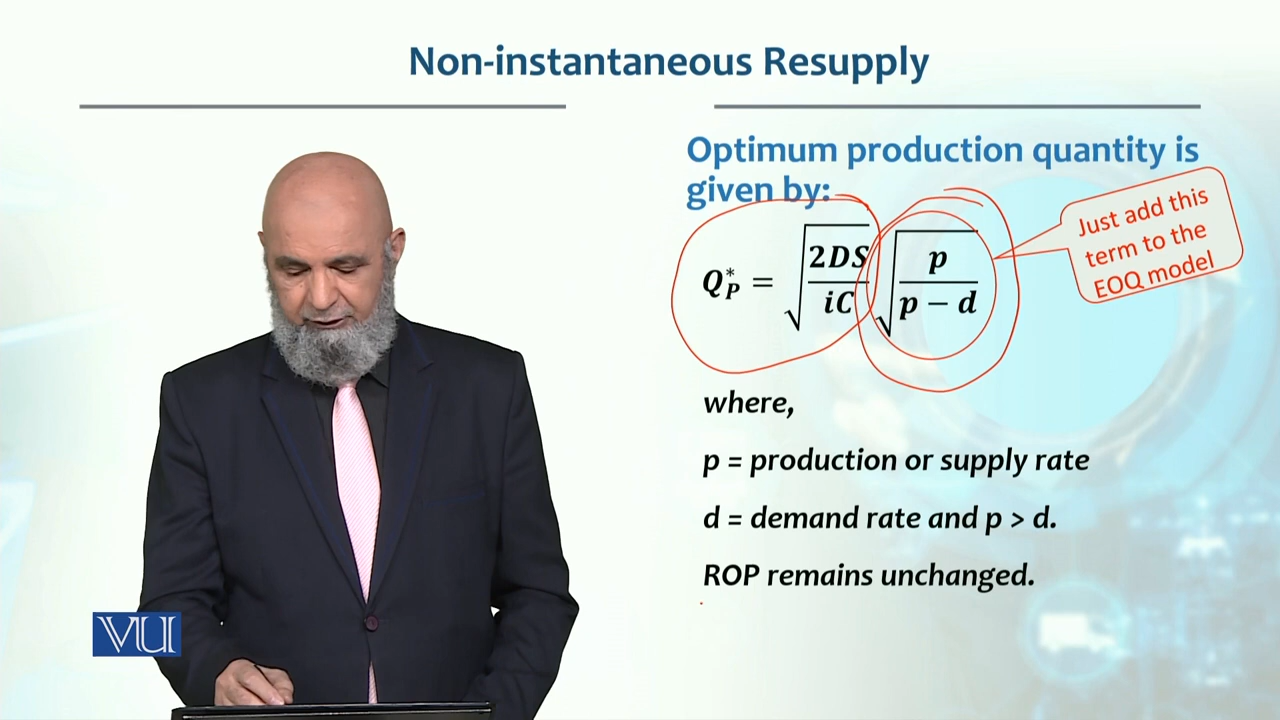 Non-instantaneous Resupply
Optimum production quantity is
given by:
Q*P = √(2DS/iC) √(p/(p − d))
Just add this
term to the
EOQ model
where,
p = production or supply rate
d = demand rate and p > d.
ROP remains unchanged.
VU